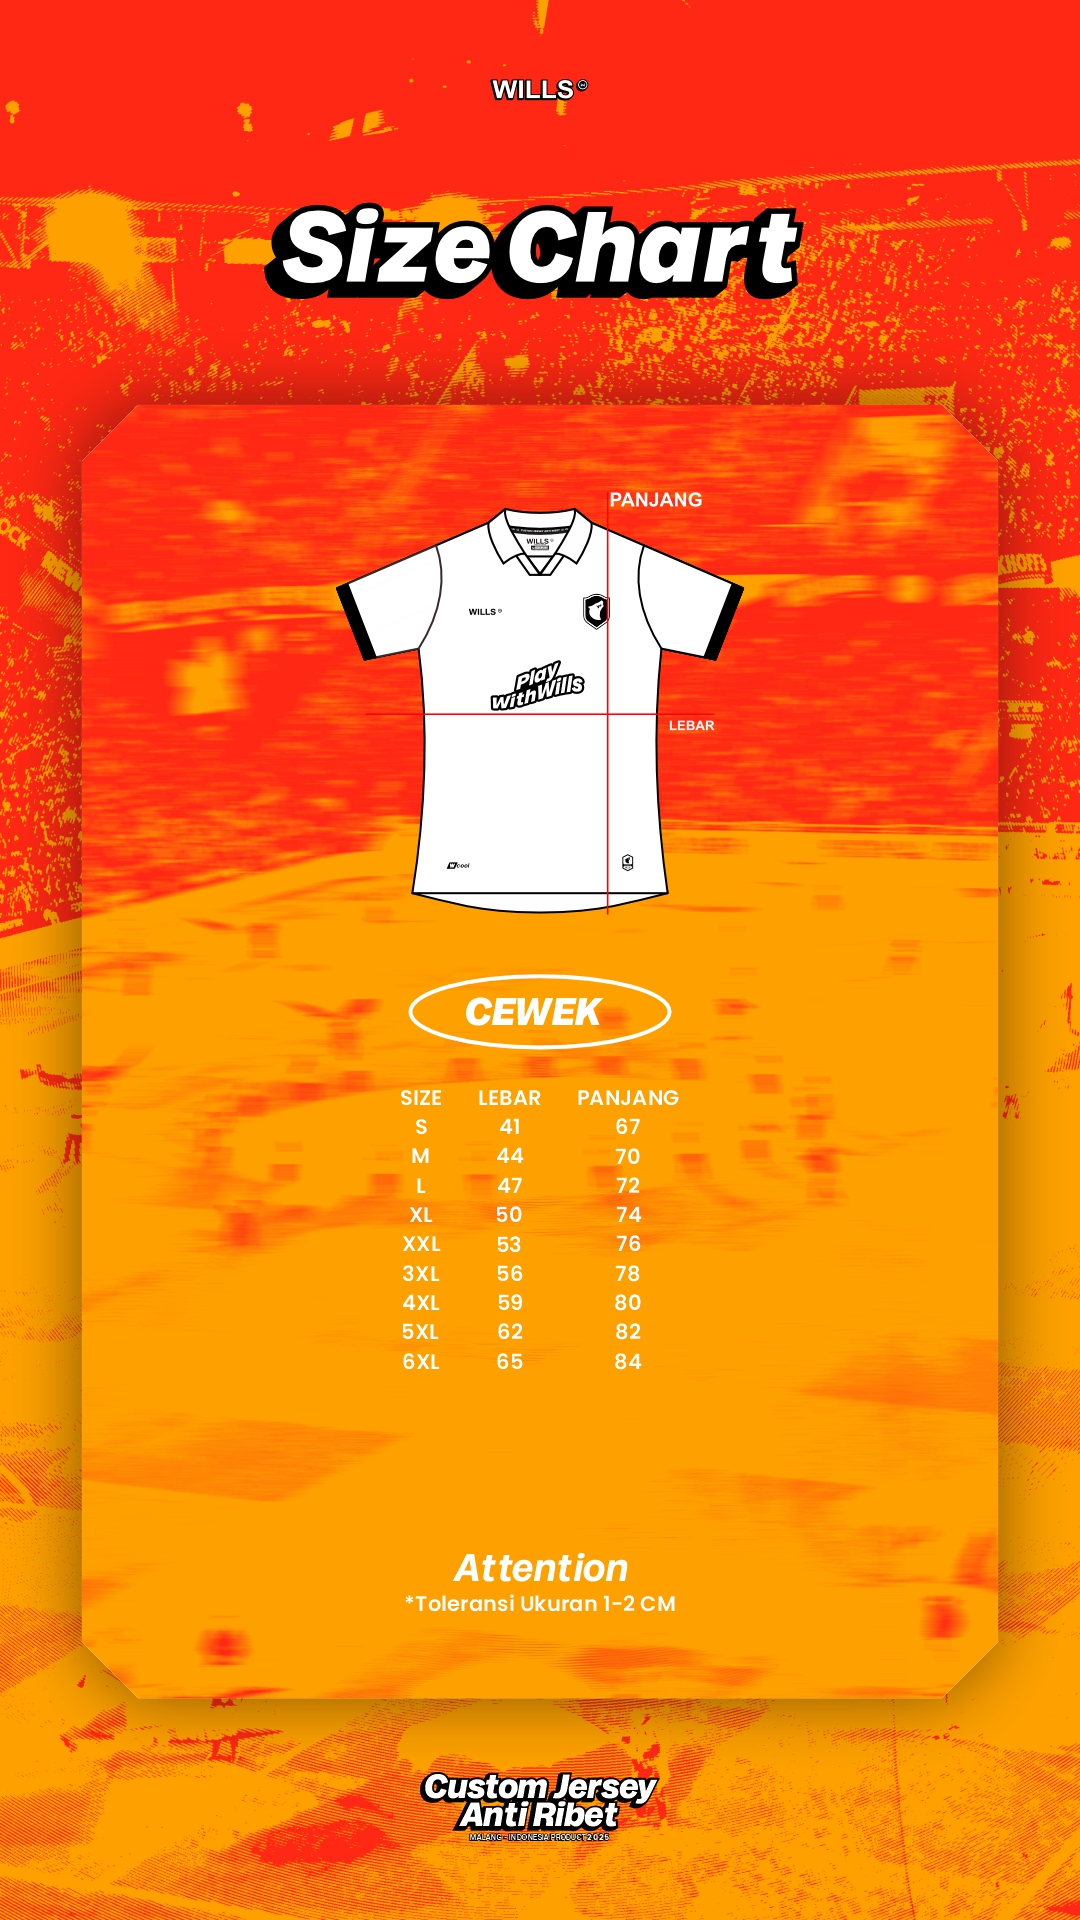 WILLS
Size Chart
PANJANG
WILLS
WILLS
Play
withWills
LEBAR
cool
CEWEK
SIZE LEBAR PANJANG
S 41 67
M 44 70
L 47 72
XL 50 74
XXL 53 76
3XL 56 78
4XL 59 80
5XL 62 82
6XL 65 84
Attention
*Toleransi Ukuran 1-2 CM
Custom Jersey
Anti Ribet
MALANG - INDONESIA PRODUCT 2025